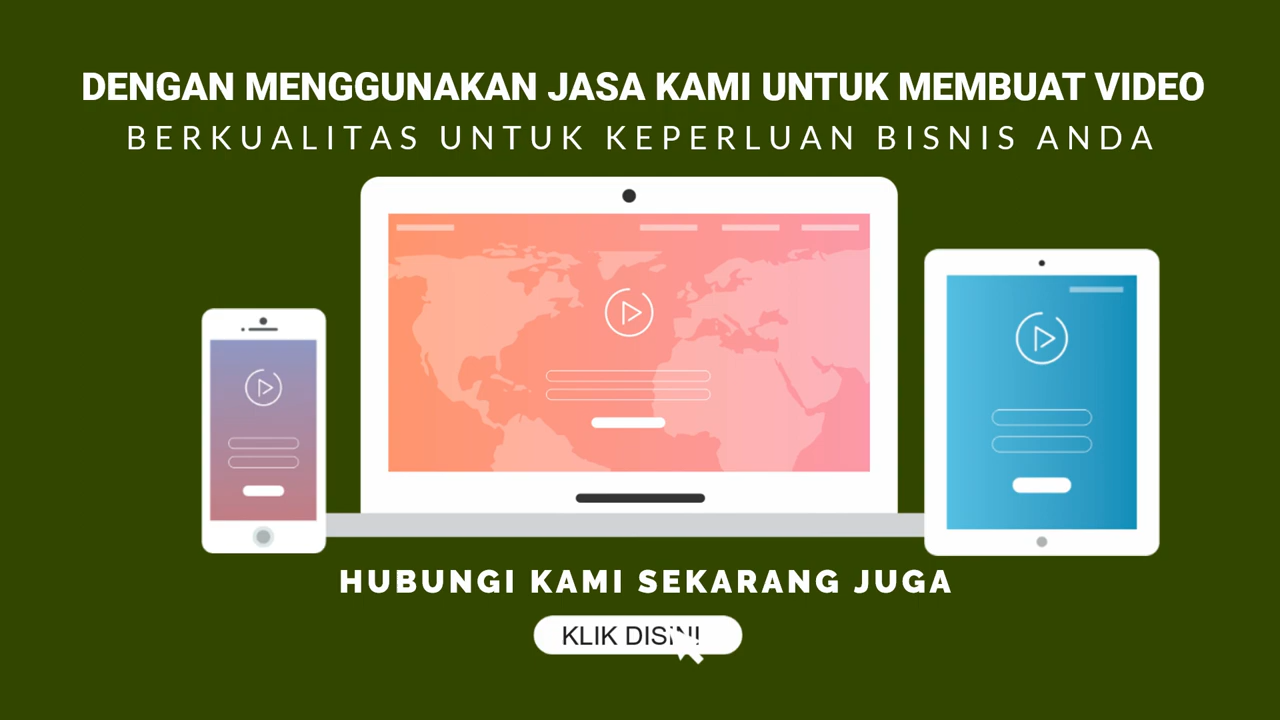 DENGAN MENGGUNAKAN JASA KAMI UNTUK MEMBUAT VIDEO
BERKUALITAS UNTUK KEPERLUAN BISNIS ANDA
HUBUNGI KAMI SEKARANG JUGA
KLIK DISINI